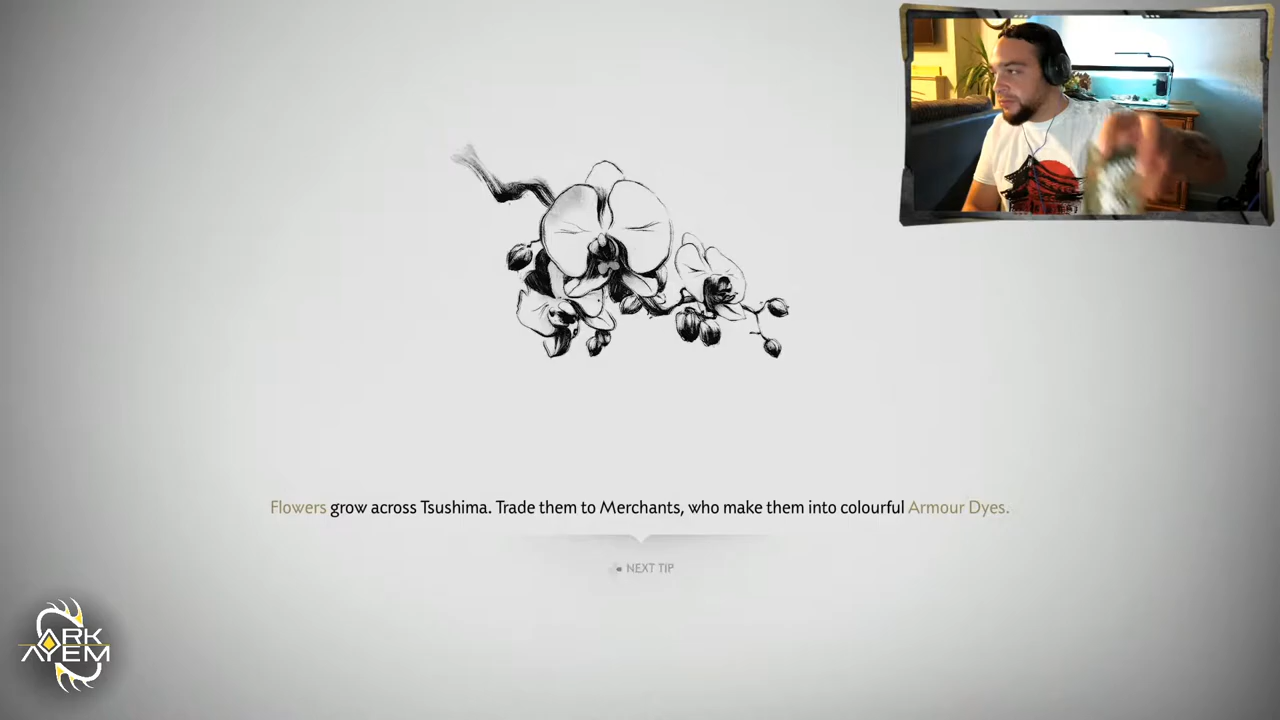 Flowers grow across Tsushima. Trade them to Merchants, who make them into colourful Armour Dyes.
NEXT TIP
ARK
AYEM